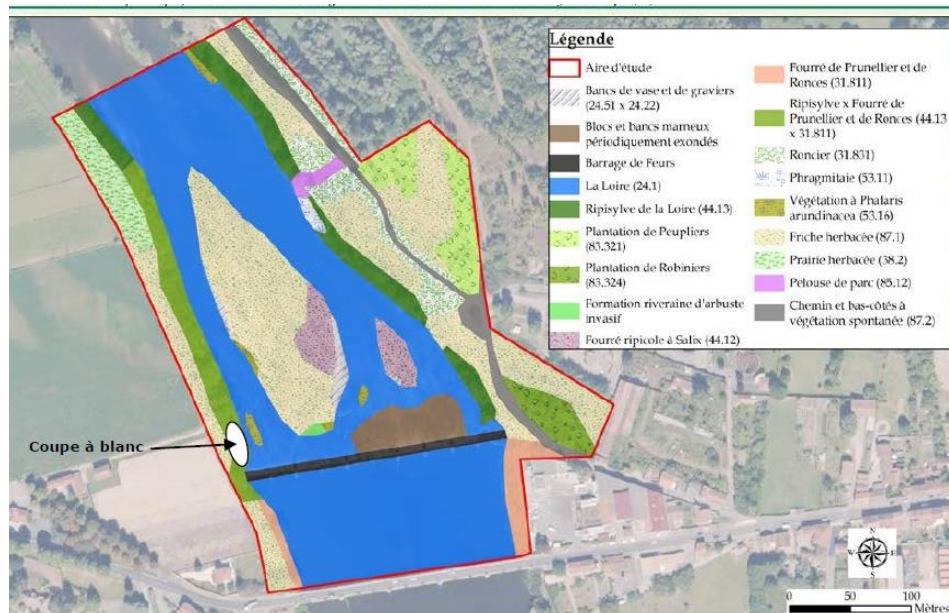 Légende
Aire d'étude
Bancs de vase et de graviers
(24.51 x 24.22)
Blocs et bancs marneux
périodiquement exondés
Barrage de Feurs
La Loire (24.1)
Ripisylve de la Loire (44.13)
Plantation de Peupliers
(83.321)
Plantation de Robiniers
(83.324)
Formation riveraine d'arbuste
invasif
Fourré ripicole à Salix (44.12)
Fourré de Prunellier et de
Ronces (31.811)
Ripisylve x Fourré de
Prunellier et de Ronces (44.13
x 31.811)
Roncier (31.831)
Phragmitaie (53.11)
Végétation à Phalaris
arundinacea (53.16)
Friche herbacée (87.1)
Prairie herbacée (38.2)
Pelouse de parc (85.12)
Chemin et bas-côtés à
végétation spontanée (87.2)
Coupe à blanc
N
W E
S
0 50 100
Mètres